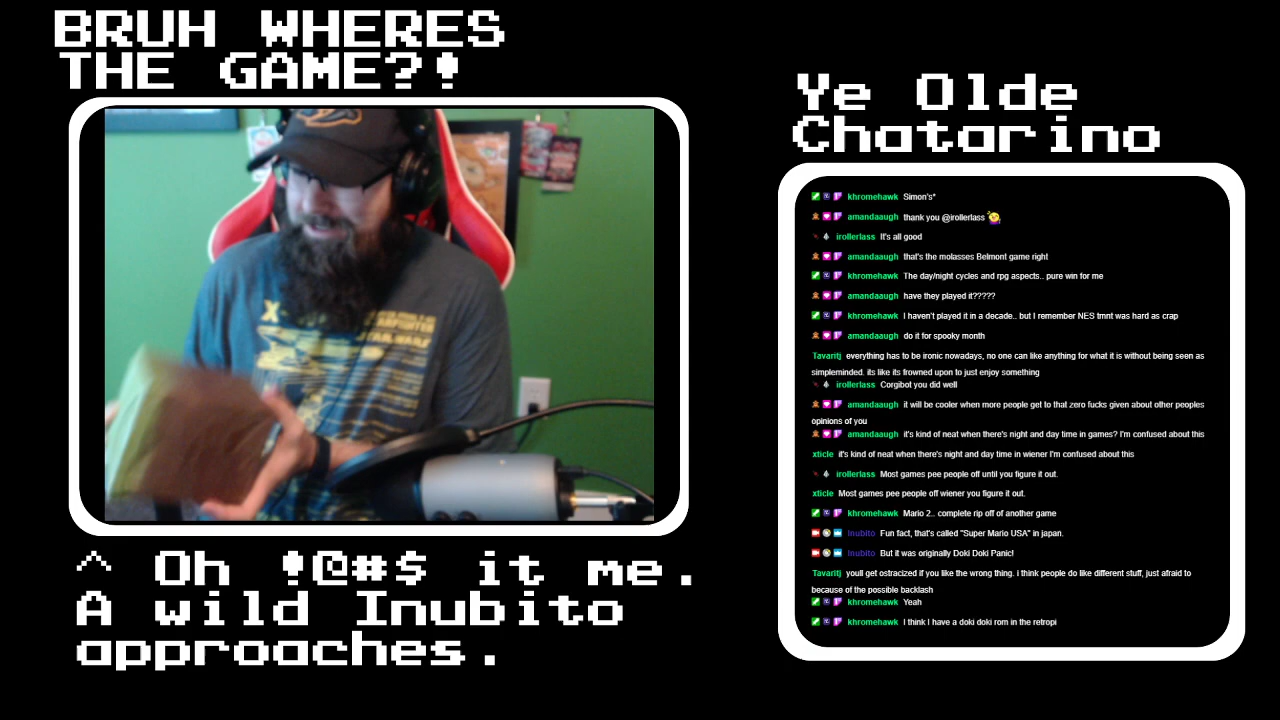 BRUH WHERES
THE GAME?!
^ Oh !@#$ it me.
A wild Inubito
approaches.
Ye Olde
Chatarino
khromehawk Simon's*
amandaaugh thank you @irollerlass
irollerlass It's all good
amandaaugh that's the molasses Belmont game right
khromehawk The day/night cycles and rpg aspects.. pure win for me
amandaaugh have they played it?????
khromehawk I haven't played it in a decade.. but I remember NES tmnt was hard as crap
amandaaugh do it for spooky month
Tavaritj everything has to be ironic nowadays, no one can like anything for what it is without being seen as
simpleminded. its like its frowned upon to just enjoy something
irollerlass Corgibot you did well
amandaaugh it will be cooler when more people get to that zero fucks given about other peoples
opinions of you
amandaaugh it's kind of neat when there's night and day time in games? I'm confused about this
xticle it's kind of neat when there's night and day time in wiener I'm confused about this
irollerlass Most games pee people off until you figure it out.
xticle Most games pee people off wiener you figure it out.
khromehawk Mario 2.. complete rip off of another game
Inubito Fun fact, that's called "Super Mario USA" in japan.
Inubito But it was originally Doki Doki Panic!
Tavaritj youll get ostracized if you like the wrong thing. i think people do like different stuff, just afraid to
because of the possible backlash
khromehawk Yeah
khromehawk I think I have a doki doki rom in the retropi